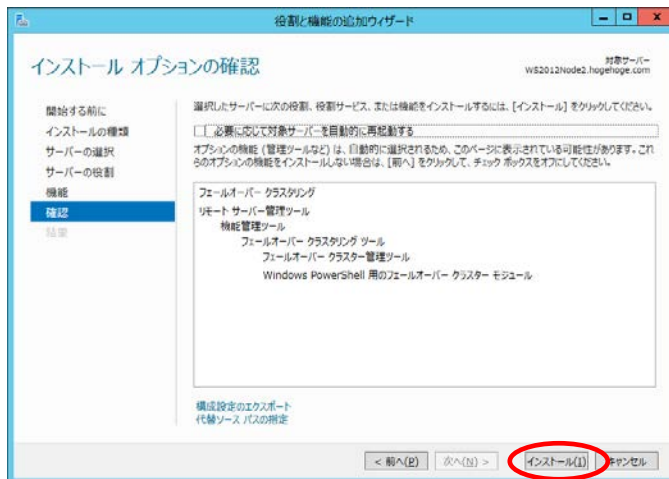 役割と機能の追加ウィザード
インストール オプションの確認
対象サーバー
WS2012Node2.hogehoge.com
開始する前に
インストールの種類
サーバーの選択
サーバーの役割
機能
確認
結果
選択したサーバーに次の役割、役割サービス、または機能をインストールするには、[インストール] をクリックしてください。
必要に応じて対象サーバーを自動的に再起動する
オプションの機能 (管理ツールなど) は、自動的に選択されるため、このページに表示されている可能性があります。これ
らのオプションの機能をインストールしない場合は、[前へ] をクリックして、チェック ボックスをオフにしてください。
フェールオーバー クラスタリング
リモート サーバー管理ツール
機能管理ツール
フェールオーバー クラスタリング ツール
フェールオーバー クラスター管理ツール
Windows PowerShell 用のフェールオーバー クラスター モジュール
構成設定のエクスポート
代替ソース パスの指定
< 前へ(P)
次へ(N) >
インストール(I)
キャンセル